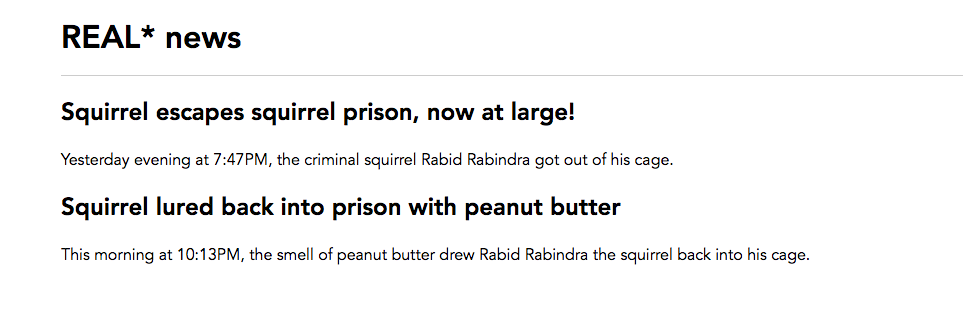 REAL* news
Squirrel escapes squirrel prison, now at large!
Yesterday evening at 7:47PM, the criminal squirrel Rabid Rabindra got out of his cage.
Squirrel lured back into prison with peanut butter
This morning at 10:13PM, the smell of peanut butter drew Rabid Rabindra the squirrel back into his cage.